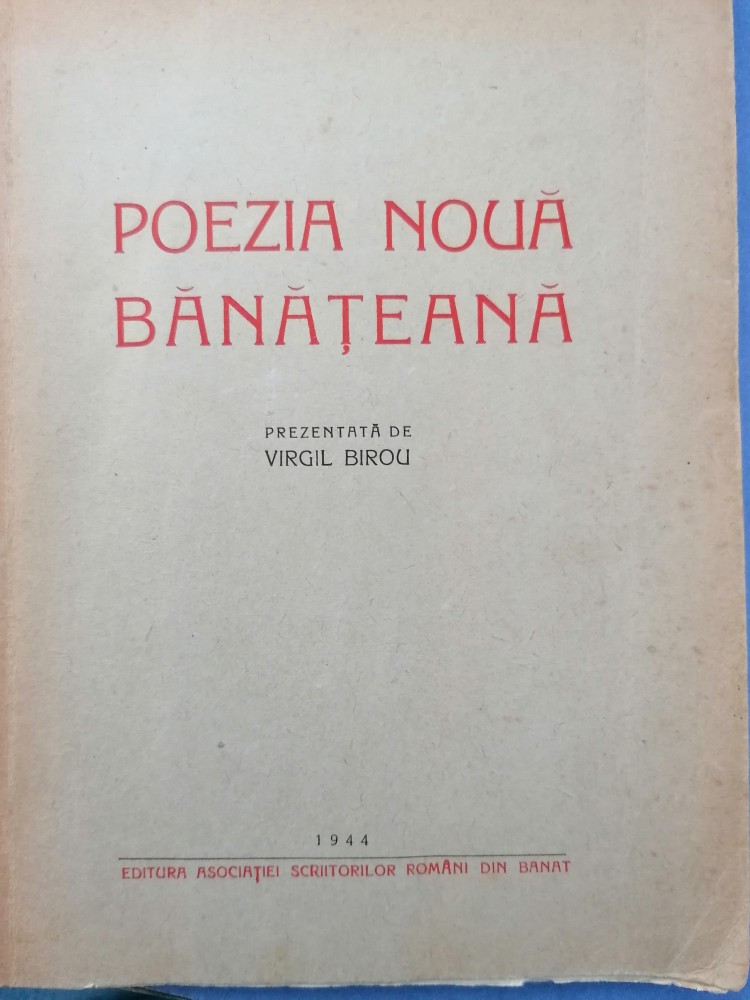 POEZIA NOUĂ
BĂNĂȚEANĂ
PREZENTATĂ DE
VIRGIL BIROU
1944
EDITURA ASOCIAȚIEI SCRIITORILOR ROMÂNI DIN BANAT